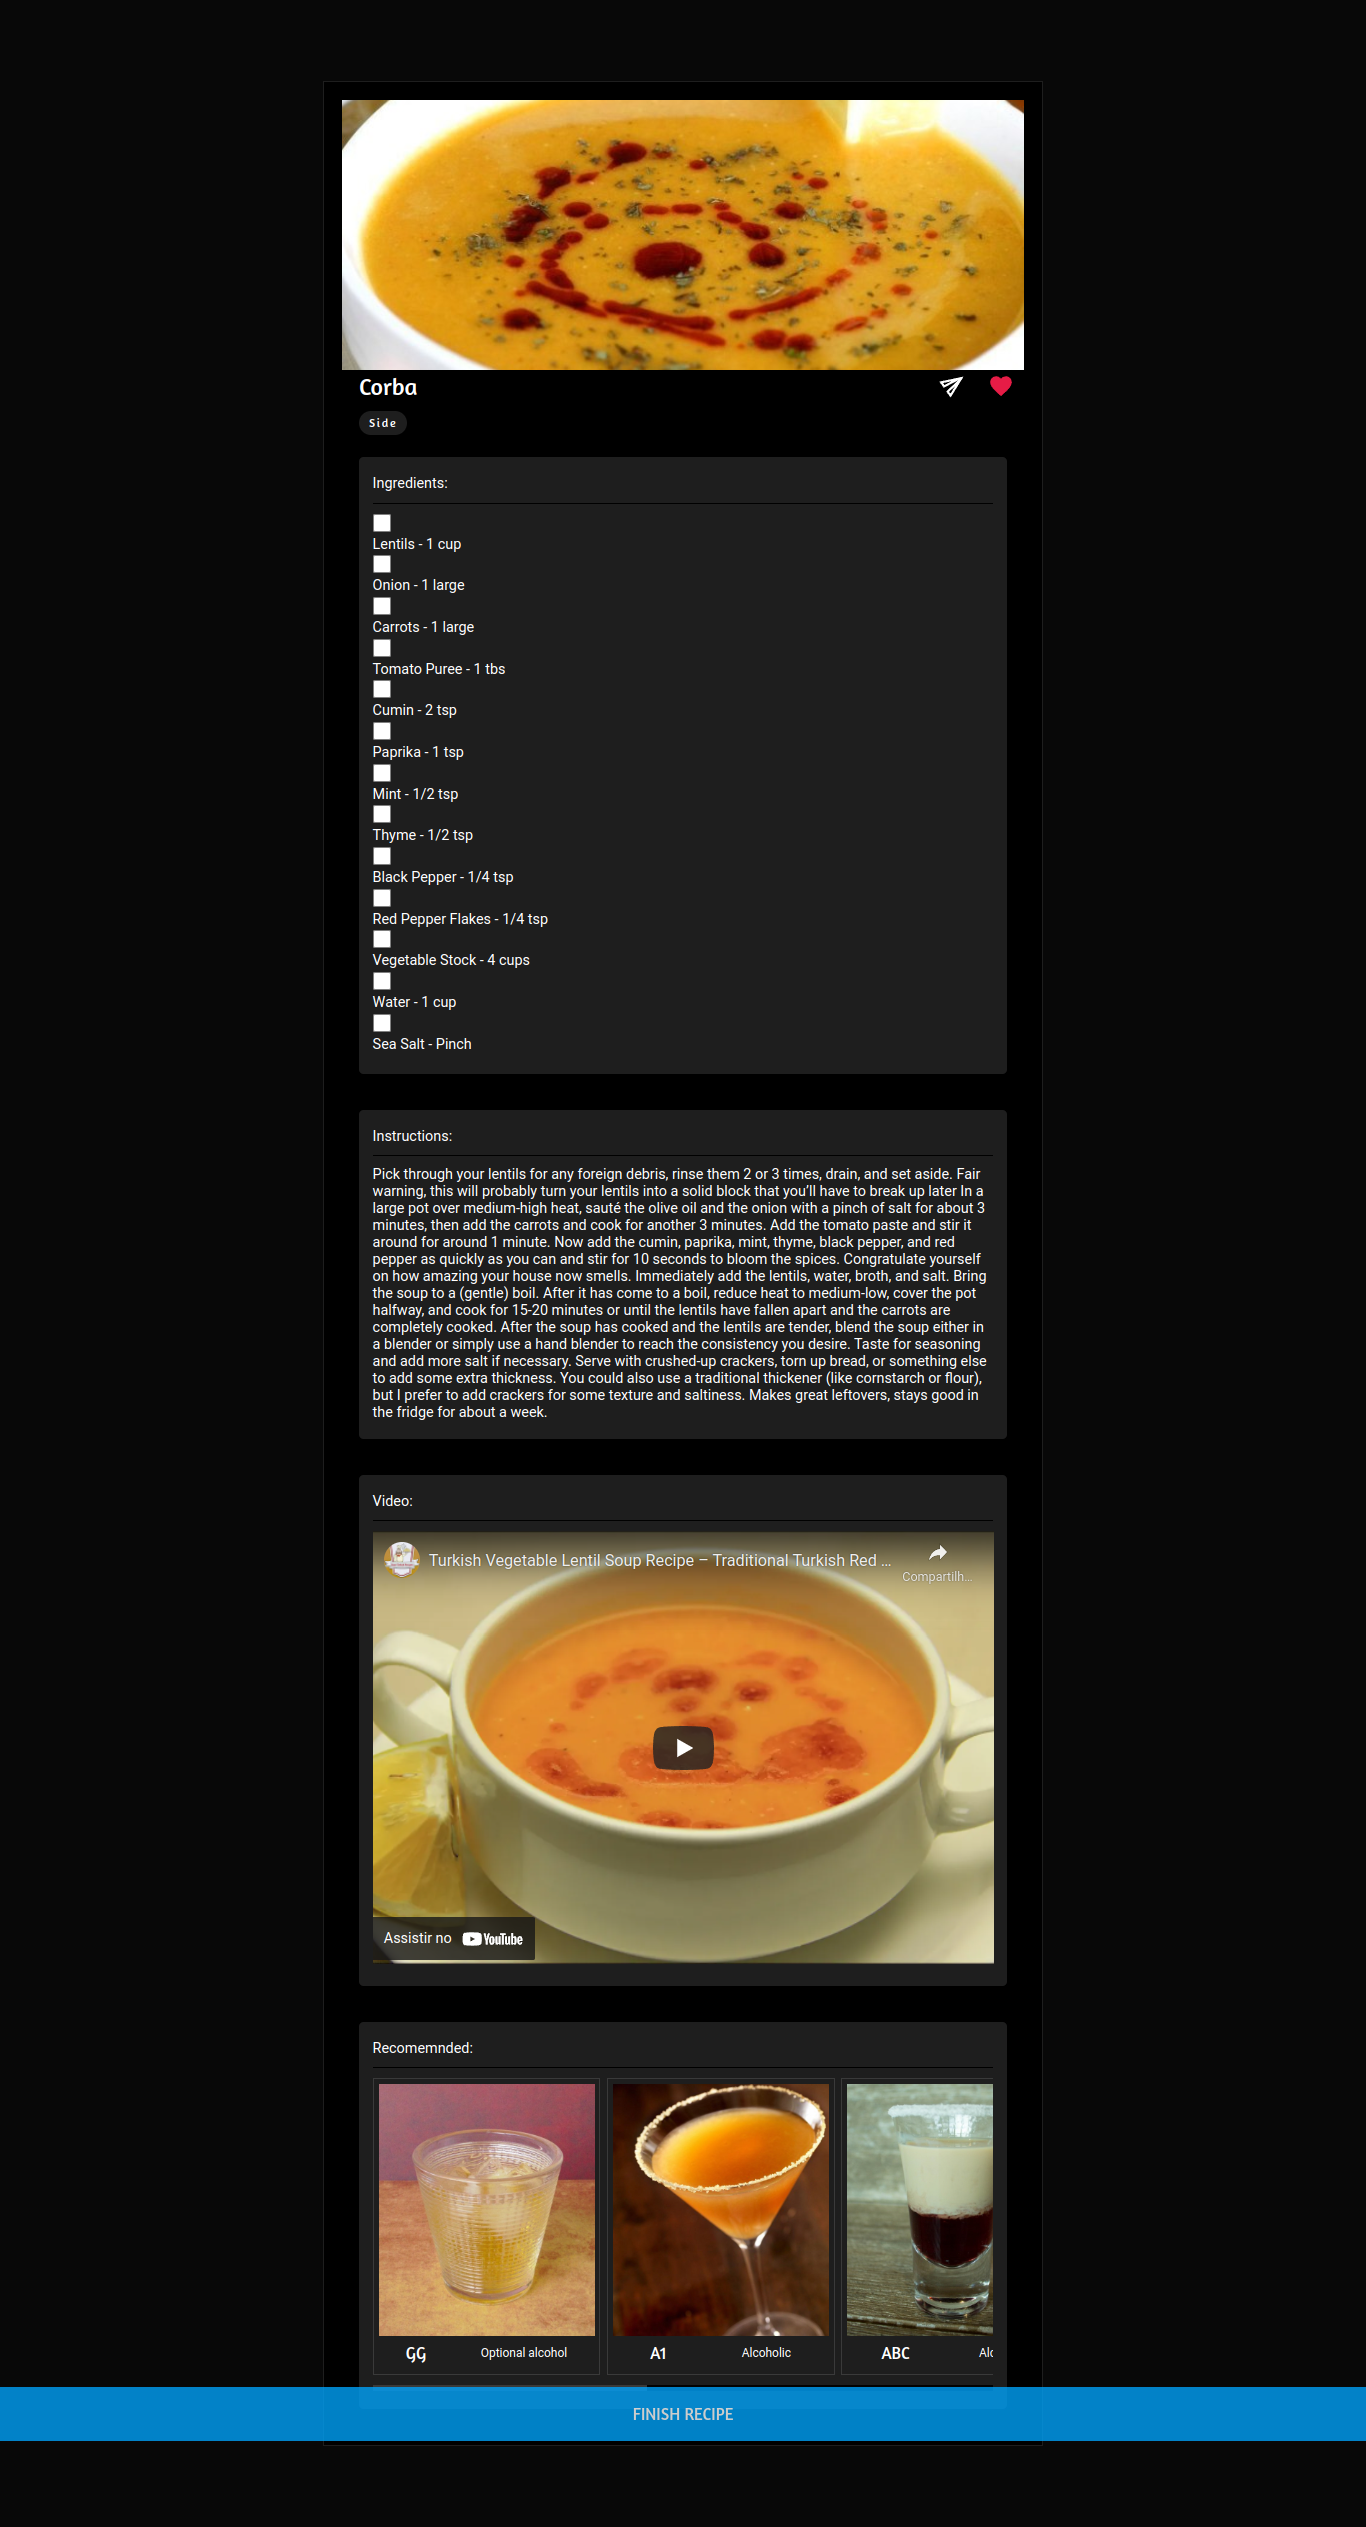 Corba
Side
Ingredients:
Lentils - 1 cup
Onion - 1 large
Carrots - 1 large
Tomato Puree - 1 tbs
Cumin - 2 tsp
Paprika - 1 tsp
Mint - 1/2 tsp
Thyme - 1/2 tsp
Black Pepper - 1/4 tsp
Red Pepper Flakes - 1/4 tsp
Vegetable Stock - 4 cups
Water - 1 cup
Sea Salt - Pinch
Instructions:
Pick through your lentils for any foreign debris, rinse them 2 or 3 times, drain, and set aside. Fair
warning, this will probably turn your lentils into a solid block that you’ll have to break up later In a
large pot over medium-high heat, sauté the olive oil and the onion with a pinch of salt for about 3
minutes, then add the carrots and cook for another 3 minutes. Add the tomato paste and stir it
around for around 1 minute. Now add the cumin, paprika, mint, thyme, black pepper, and red
pepper as quickly as you can and stir for 10 seconds to bloom the spices. Congratulate yourself
on how amazing your house now smells. Immediately add the lentils, water, broth, and salt. Bring
the soup to a (gentle) boil. After it has come to a boil, reduce heat to medium-low, cover the pot
halfway, and cook for 15-20 minutes or until the lentils have fallen apart and the carrots are
completely cooked. After the soup has cooked and the lentils are tender, blend the soup either in
a blender or simply use a hand blender to reach the consistency you desire. Taste for seasoning
and add more salt if necessary. Serve with crushed-up crackers, torn up bread, or something else
to add some extra thickness. You could also use a traditional thickener (like cornstarch or flour),
but I prefer to add crackers for some texture and saltiness. Makes great leftovers, stays good in
the fridge for about a week.
Video:
Turkish Vegetable Lentil Soup Recipe – Traditional Turkish Red ...
Compartilh...
Assistir no YouTube
Recomemnded:
GG Optional alcohol
A1 Alcoholic
ABC Alc
FINISH RECIPE